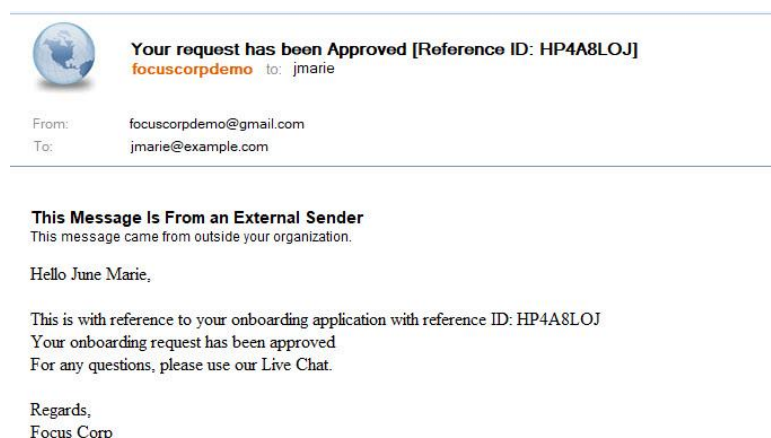 Your request has been Approved [Reference ID: HP4A8LOJ]
focuscorpdemo to: jmarie
From: focuscorpdemo@gmail.com
To: jmarie@example.com
This Message Is From an External Sender
This message came from outside your organization.
Hello June Marie,
This is with reference to your onboarding application with reference ID: HP4A8LOJ
Your onboarding request has been approved
For any questions, please use our Live Chat.
Regards,
Focus Corp